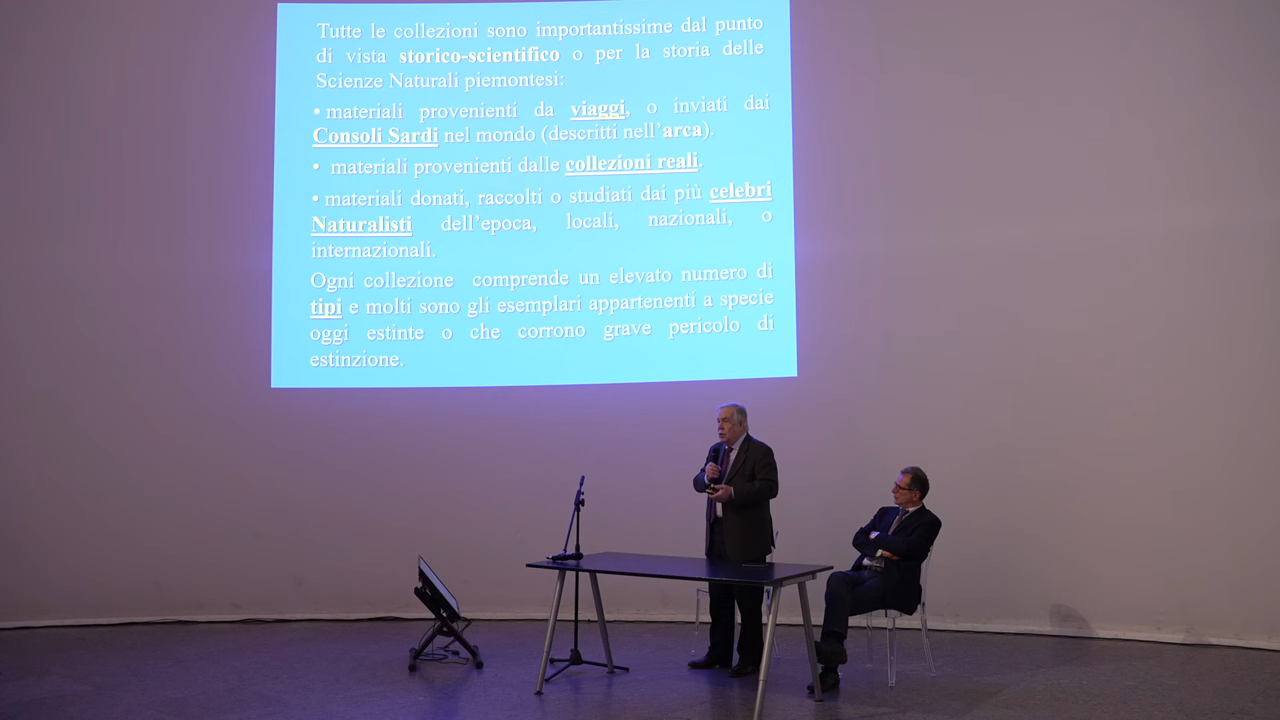 Tutte le collezioni sono importantissime dal punto
di vista storico-scientifico o per la storia delle
Scienze Naturali piemontesi:
• materiali provenienti da viaggi, o inviati dai
Consoli Sardi nel mondo (descritti nell'arca).
• materiali provenienti dalle collezioni reali.
• materiali donati, raccolti o studiati dai più celebri
Naturalisti dell'epoca, locali, nazionali, o
internazionali.
Ogni collezione comprende un elevato numero di
tipi e molti sono gli esemplari appartenenti a specie
oggi estinte o che corrono grave pericolo di
estinzione.